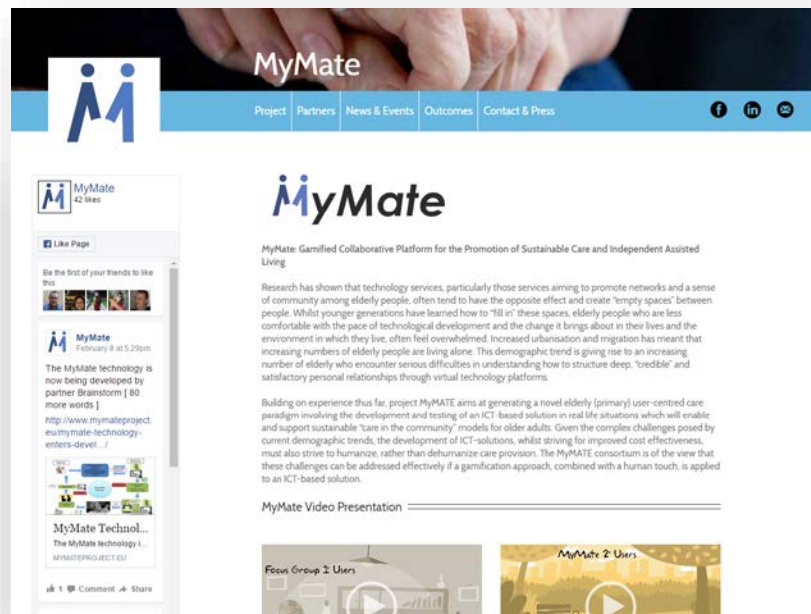 MyMate
Project
Partners
News & Events
Outcomes
Contact & Press
MyMate
42 likes
Like Page
Be the first of your friends to like
this
MyMate
February 8 at 5:29pm
The MyMate technology is
now being developed by
partner Brainstorm [ 80
more words ]
http://www.mymateproject.
eu/mymate-technology-
enters-devel…/
MyMate Technol...
The MyMate technology i...
MYMATEPROJECT.EU
1 Comment Share
MyMate
MyMate: Gamified Collaborative Platform for the Promotion of Sustainable Care and Independent Assisted
Living
Research has shown that technology services, particularly those services aiming to promote networks and a sense
of community among elderly people, often tend to have the opposite effect and create "empty spaces" between
people. Whilst younger generations have learned how to "fill in" these spaces, elderly people who are less
comfortable with the pace of technological development and the change it brings about in their lives and the
environment in which they live, often feel overwhelmed. Increased urbanisation and migration has meant that
increasing numbers of elderly people are living alone. This demographic trend is giving rise to an increasing
number of elderly who encounter serious difficulties in understanding how to structure deep, "credible" and
satisfactory personal relationships through virtual technology platforms.
Building on experience thus far, project MyMATE aims at generating a novel elderly (primary) user-centred care
paradigm involving the development and testing of an ICT-based solution in real life situations which will enable
and support sustainable "care in the community" models for older adults. Given the complex challenges posed by
current demographic trends, the development of ICT-solutions, whilst striving for improved cost effectiveness,
must also strive to humanize, rather than dehumanize care provision. The MyMATE consortium is of the view that
these challenges can be addressed effectively if a gamification approach, combined with a human touch, is applied
to an ICT-based solution.
MyMate Video Presentation
Focus Group 1: Users
MyMate 2: Users